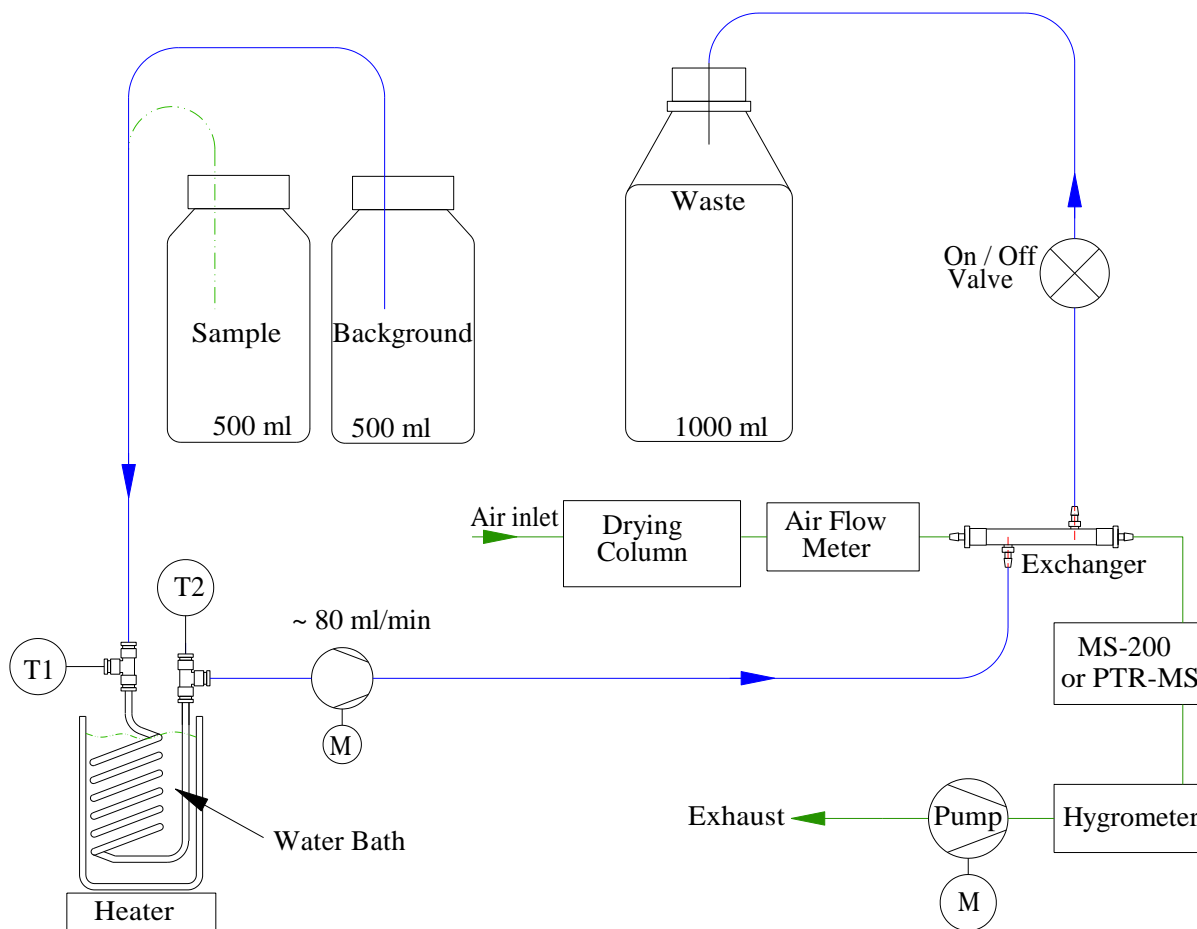 Waste
On / Off
Valve
Sample
Background
500 ml
500 ml
1000 ml
Air inlet
Drying
Column
Air Flow
Meter
Exchanger
T2
~ 80 ml/min
T1
MS-200
or PTR-MS
M
Exhaust
Pump
Hygrometer
Water Bath
M
Heater